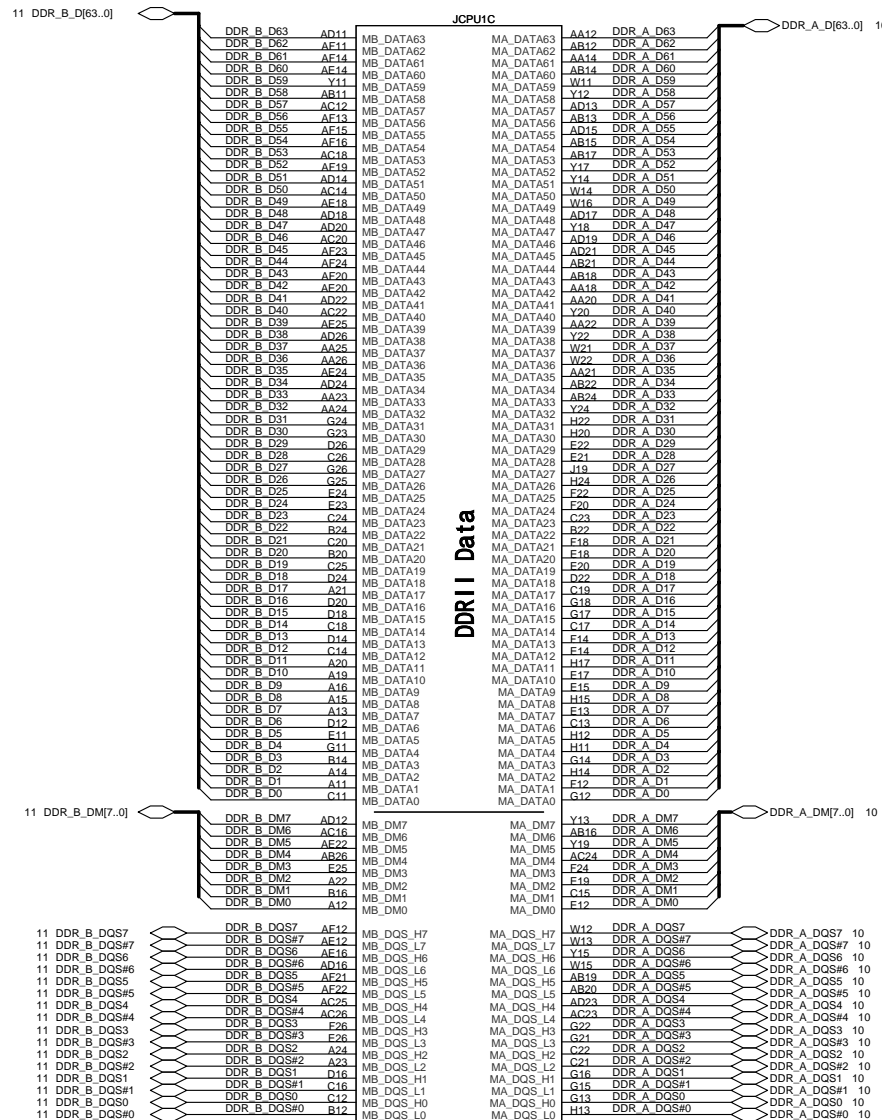 11 DDR_B_D[63..0] JCPU1C DDR_A_D[63..0] 10
DDR_B_D63 AD11 MB_DATA63 MA_DATA63 AA12 DDR_A_D63
DDR_B_D62 AF11 MB_DATA62 MA_DATA62 AB12 DDR_A_D62
DDR_B_D61 AF14 MB_DATA61 MA_DATA61 AA14 DDR_A_D61
DDR_B_D60 AE14 MB_DATA60 MA_DATA60 AB14 DDR_A_D60
DDR_B_D59 Y11 MB_DATA59 MA_DATA59 W11 DDR_A_D59
DDR_B_D58 AB11 MB_DATA58 MA_DATA58 Y12 DDR_A_D58
DDR_B_D57 AC12 MB_DATA57 MA_DATA57 AD13 DDR_A_D57
DDR_B_D56 AF13 MB_DATA56 MA_DATA56 AB13 DDR_A_D56
DDR_B_D55 AF15 MB_DATA55 MA_DATA55 AD15 DDR_A_D55
DDR_B_D54 AF16 MB_DATA54 MA_DATA54 AB15 DDR_A_D54
DDR_B_D53 AC18 MB_DATA53 MA_DATA53 AB17 DDR_A_D53
DDR_B_D52 AF19 MB_DATA52 MA_DATA52 Y17 DDR_A_D52
DDR_B_D51 AD14 MB_DATA51 MA_DATA51 Y14 DDR_A_D51
DDR_B_D50 AC14 MB_DATA50 MA_DATA50 W14 DDR_A_D50
DDR_B_D49 AE18 MB_DATA49 MA_DATA49 W16 DDR_A_D49
DDR_B_D48 AD18 MB_DATA48 MA_DATA48 AD17 DDR_A_D48
DDR_B_D47 AD20 MB_DATA47 MA_DATA47 Y18 DDR_A_D47
DDR_B_D46 AC20 MB_DATA46 MA_DATA46 AD19 DDR_A_D46
DDR_B_D45 AF23 MB_DATA45 MA_DATA45 AD21 DDR_A_D45
DDR_B_D44 AF24 MB_DATA44 MA_DATA44 AB21 DDR_A_D44
DDR_B_D43 AF20 MB_DATA43 MA_DATA43 AB18 DDR_A_D43
DDR_B_D42 AE20 MB_DATA42 MA_DATA42 AA18 DDR_A_D42
DDR_B_D41 AD22 MB_DATA41 MA_DATA41 AA20 DDR_A_D41
DDR_B_D40 AC22 MB_DATA40 MA_DATA40 Y20 DDR_A_D40
DDR_B_D39 AE25 MB_DATA39 MA_DATA39 AA22 DDR_A_D39
DDR_B_D38 AD26 MB_DATA38 MA_DATA38 Y22 DDR_A_D38
DDR_B_D37 AA25 MB_DATA37 MA_DATA37 W21 DDR_A_D37
DDR_B_D36 AA26 MB_DATA36 MA_DATA36 W22 DDR_A_D36
DDR_B_D35 AE24 MB_DATA35 MA_DATA35 AA21 DDR_A_D35
DDR_B_D34 AD24 MB_DATA34 MA_DATA34 AB22 DDR_A_D34
DDR_B_D33 AA23 MB_DATA33 MA_DATA33 AB24 DDR_A_D33
DDR_B_D32 AA24 MB_DATA32 MA_DATA32 Y24 DDR_A_D32
DDR_B_D31 G24 MB_DATA31 MA_DATA31 H22 DDR_A_D31
DDR_B_D30 G23 MB_DATA30 MA_DATA30 H20 DDR_A_D30
DDR_B_D29 D26 MB_DATA29 MA_DATA29 E22 DDR_A_D29
DDR_B_D28 C26 MB_DATA28 MA_DATA28 E21 DDR_A_D28
DDR_B_D27 G26 MB_DATA27 MA_DATA27 J19 DDR_A_D27
DDR_B_D26 G25 MB_DATA26 MA_DATA26 H24 DDR_A_D26
DDR_B_D25 E24 MB_DATA25 MA_DATA25 F22 DDR_A_D25
DDR_B_D24 E23 MB_DATA24 MA_DATA24 F20 DDR_A_D24
DDR_B_D23 C24 MB_DATA23 MA_DATA23 C23 DDR_A_D23
DDR_B_D22 B24 MB_DATA22 MA_DATA22 B22 DDR_A_D22
DDR_B_D21 C20 MB_DATA21 MA_DATA21 F18 DDR_A_D21
DDR_B_D20 B20 MB_DATA20 MA_DATA20 E18 DDR_A_D20
DDR_B_D19 C25 MB_DATA19 MA_DATA19 E20 DDR_A_D19
DDR_B_D18 D24 MB_DATA18 MA_DATA18 D22 DDR_A_D18
DDR_B_D17 A21 MB_DATA17 MA_DATA17 C19 DDR_A_D17
DDR_B_D16 D20 MB_DATA16 MA_DATA16 G18 DDR_A_D16
DDR_B_D15 D18 MB_DATA15 MA_DATA15 G17 DDR_A_D15
DDR_B_D14 C18 MB_DATA14 MA_DATA14 C17 DDR_A_D14
DDR_B_D13 D14 MB_DATA13 MA_DATA13 F14 DDR_A_D13
DDR_B_D12 C14 MB_DATA12 MA_DATA12 E14 DDR_A_D12
DDR_B_D11 A20 MB_DATA11 MA_DATA11 H17 DDR_A_D11
DDR_B_D10 A19 MB_DATA10 MA_DATA10 E17 DDR_A_D10
DDR_B_D9 A16 MB_DATA9 MA_DATA9 E15 DDR_A_D9
DDR_B_D8 A15 MB_DATA8 MA_DATA8 H15 DDR_A_D8
DDR_B_D7 A13 MB_DATA7 MA_DATA7 E13 DDR_A_D7
DDR_B_D6 D12 MB_DATA6 MA_DATA6 C13 DDR_A_D6
DDR_B_D5 E11 MB_DATA5 MA_DATA5 H12 DDR_A_D5
DDR_B_D4 G11 MB_DATA4 MA_DATA4 H11 DDR_A_D4
DDR_B_D3 B14 MB_DATA3 MA_DATA3 G14 DDR_A_D3
DDR_B_D2 A14 MB_DATA2 MA_DATA2 H14 DDR_A_D2
DDR_B_D1 A11 MB_DATA1 MA_DATA1 F12 DDR_A_D1
DDR_B_D0 C11 MB_DATA0 MA_DATA0 G12 DDR_A_D0
DDRII Data
11 DDR_B_DM[7..0] DDR_A_DM[7..0] 10
DDR_B_DM7 AD12 MB_DM7 MA_DM7 Y13 DDR_A_DM7
DDR_B_DM6 AC16 MB_DM6 MA_DM6 AB16 DDR_A_DM6
DDR_B_DM5 AE22 MB_DM5 MA_DM5 Y19 DDR_A_DM5
DDR_B_DM4 AB26 MB_DM4 MA_DM4 AC24 DDR_A_DM4
DDR_B_DM3 E25 MB_DM3 MA_DM3 F24 DDR_A_DM3
DDR_B_DM2 A22 MB_DM2 MA_DM2 E19 DDR_A_DM2
DDR_B_DM1 B16 MB_DM1 MA_DM1 C15 DDR_A_DM1
DDR_B_DM0 A12 MB_DM0 MA_DM0 E12 DDR_A_DM0
11 DDR_B_DQS7 DDR_B_DQS7 AF12 MB_DQS_H7 MA_DQS_H7 W12 DDR_A_DQS7 DDR_A_DQS7 10
11 DDR_B_DQS#7 DDR_B_DQS#7 AE12 MB_DQS_L7 MA_DQS_L7 W13 DDR_A_DQS#7 DDR_A_DQS#7 10
11 DDR_B_DQS6 DDR_B_DQS6 AE16 MB_DQS_H6 MA_DQS_H6 Y15 DDR_A_DQS6 DDR_A_DQS6 10
11 DDR_B_DQS#6 DDR_B_DQS#6 AD16 MB_DQS_L6 MA_DQS_L6 W15 DDR_A_DQS#6 DDR_A_DQS#6 10
11 DDR_B_DQS5 DDR_B_DQS5 AF21 MB_DQS_H5 MA_DQS_H5 AB19 DDR_A_DQS5 DDR_A_DQS5 10
11 DDR_B_DQS#5 DDR_B_DQS#5 AF22 MB_DQS_L5 MA_DQS_L5 AB20 DDR_A_DQS#5 DDR_A_DQS#5 10
11 DDR_B_DQS4 DDR_B_DQS4 AC25 MB_DQS_H4 MA_DQS_H4 AD23 DDR_A_DQS4 DDR_A_DQS4 10
11 DDR_B_DQS#4 DDR_B_DQS#4 AC26 MB_DQS_L4 MA_DQS_L4 AC23 DDR_A_DQS#4 DDR_A_DQS#4 10
11 DDR_B_DQS3 DDR_B_DQS3 F26 MB_DQS_H3 MA_DQS_H3 G22 DDR_A_DQS3 DDR_A_DQS3 10
11 DDR_B_DQS#3 DDR_B_DQS#3 E26 MB_DQS_L3 MA_DQS_L3 G21 DDR_A_DQS#3 DDR_A_DQS#3 10
11 DDR_B_DQS2 DDR_B_DQS2 A24 MB_DQS_H2 MA_DQS_H2 C22 DDR_A_DQS2 DDR_A_DQS2 10
11 DDR_B_DQS#2 DDR_B_DQS#2 A23 MB_DQS_L2 MA_DQS_L2 C21 DDR_A_DQS#2 DDR_A_DQS#2 10
11 DDR_B_DQS1 DDR_B_DQS1 D16 MB_DQS_H1 MA_DQS_H1 G16 DDR_A_DQS1 DDR_A_DQS1 10
11 DDR_B_DQS#1 DDR_B_DQS#1 C16 MB_DQS_L1 MA_DQS_L1 G15 DDR_A_DQS#1 DDR_A_DQS#1 10
11 DDR_B_DQS0 DDR_B_DQS0 C12 MB_DQS_H0 MA_DQS_H0 G13 DDR_A_DQS0 DDR_A_DQS0 10
11 DDR_B_DQS#0 DDR_B_DQS#0 B12 MB_DQS_L0 MA_DQS_L0 H13 DDR_A_DQS#0 DDR_A_DQS#0 10